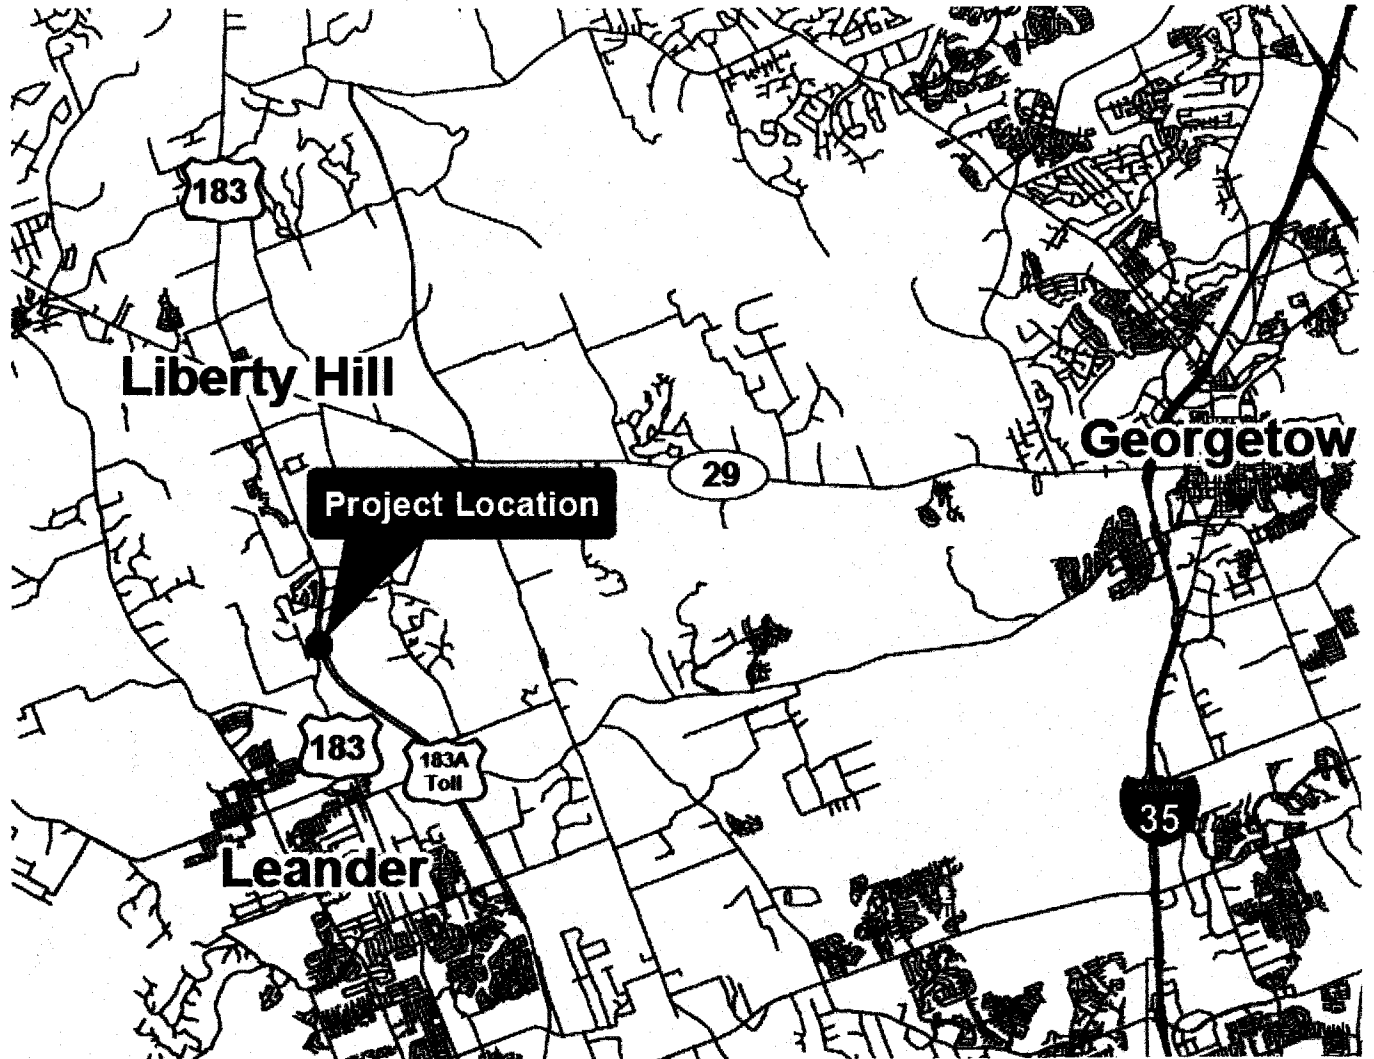 183
Liberty Hill
Georgetow
29
Project Location
183
183A
Toll
35
Leander